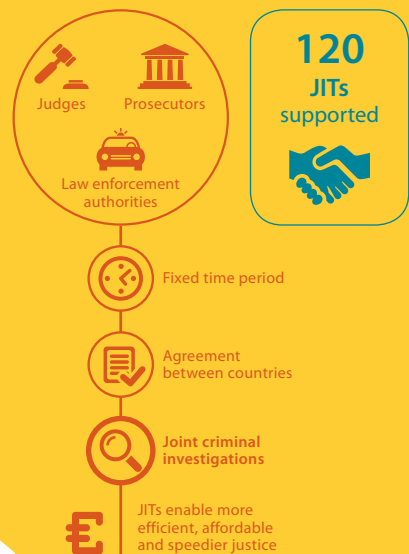 Judges
Prosecutors
Law enforcement
authorities
120
JITs
supported
Fixed time period
Agreement
between countries
Joint criminal
investigations
JITs enable more
efficient, affordable
and speedier justice